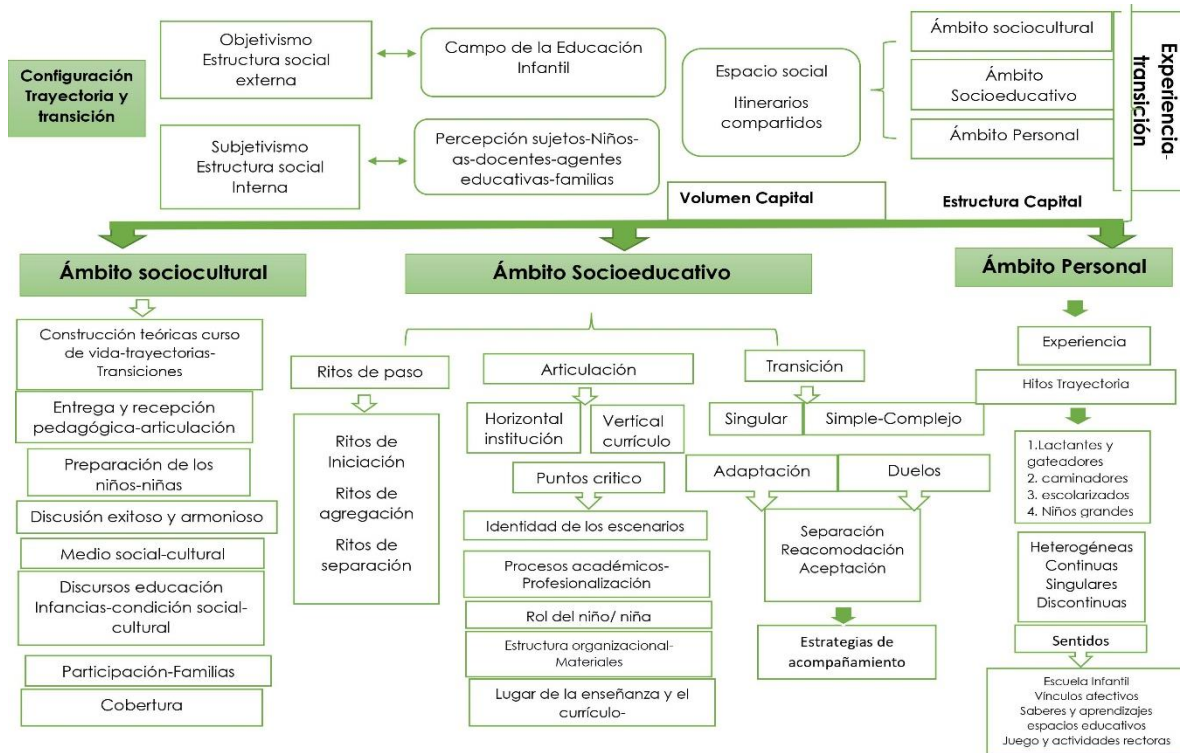 Configuración
Trayectoria y
transición
Objetivismo
Estructura social
externa
Campo de la Educación
Infantil
Subjetivismo
Estructura social
Interna
Percepción sujetos-Niños-
as-docentes-agentes
educativas-familias
Espacio social
Itinerarios
compartidos
Ámbito sociocultural
Ámbito
Socioeducativo
Ámbito Personal
Experiencia-
transición
Volumen Capital
Estructura Capital
Ámbito sociocultural
Construcción teóricas curso
de vida-trayectorias-
Transiciones
Entrega y recepción
pedagógica-articulación
Preparación de los
niños-niñas
Discusión exitoso y armonioso
Medio social-cultural
Discursos educación
Infancias-condición social-
cultural
Participación-Familias
Cobertura
Ámbito Socioeducativo
Ritos de paso
Ritos de
Iniciación
Ritos de
agregación
Ritos de
separación
Articulación
Horizontal
institución
Vertical
currículo
Puntos critico
Identidad de los escenarios
Procesos académicos-
Profesionalización
Rol del niño/ niña
Estructura organizacional-
Materiales
Lugar de la enseñanza y el
currículo-
Transición
Singular
Simple-Complejo
Adaptación
Duelos
Separación
Reacomodación
Aceptación
Estrategias de
acompañamiento
Ámbito Personal
Experiencia
Hitos Trayectoria
1.Lactantes y
gateadores
2. caminadores
3. escolarizados
4. Niños grandes
Heterogéneas
Continuas
Singulares
Discontinuas
Sentidos
Escuela Infantil
Vínculos afectivos
Saberes y aprendizajes
espacios educativos
Juego y actividades rectoras